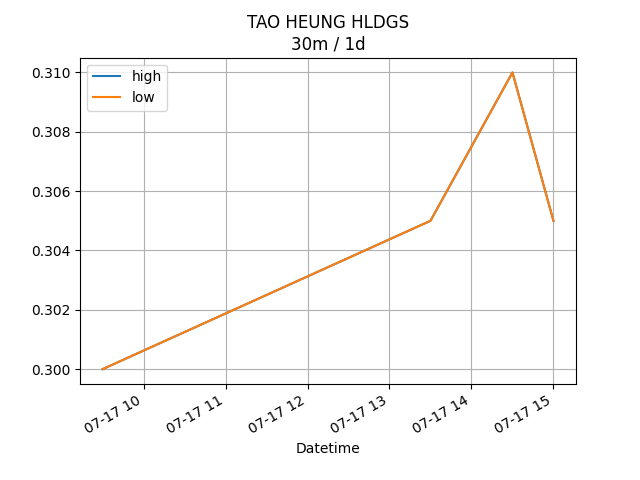 TAO HEUNG HLDGS
30m / 1d
high
low
0.310
0.308
0.306
0.304
0.302
0.300
07-17 10
07-17 11
07-17 12
07-17 13
07-17 14
07-17 15
Datetime